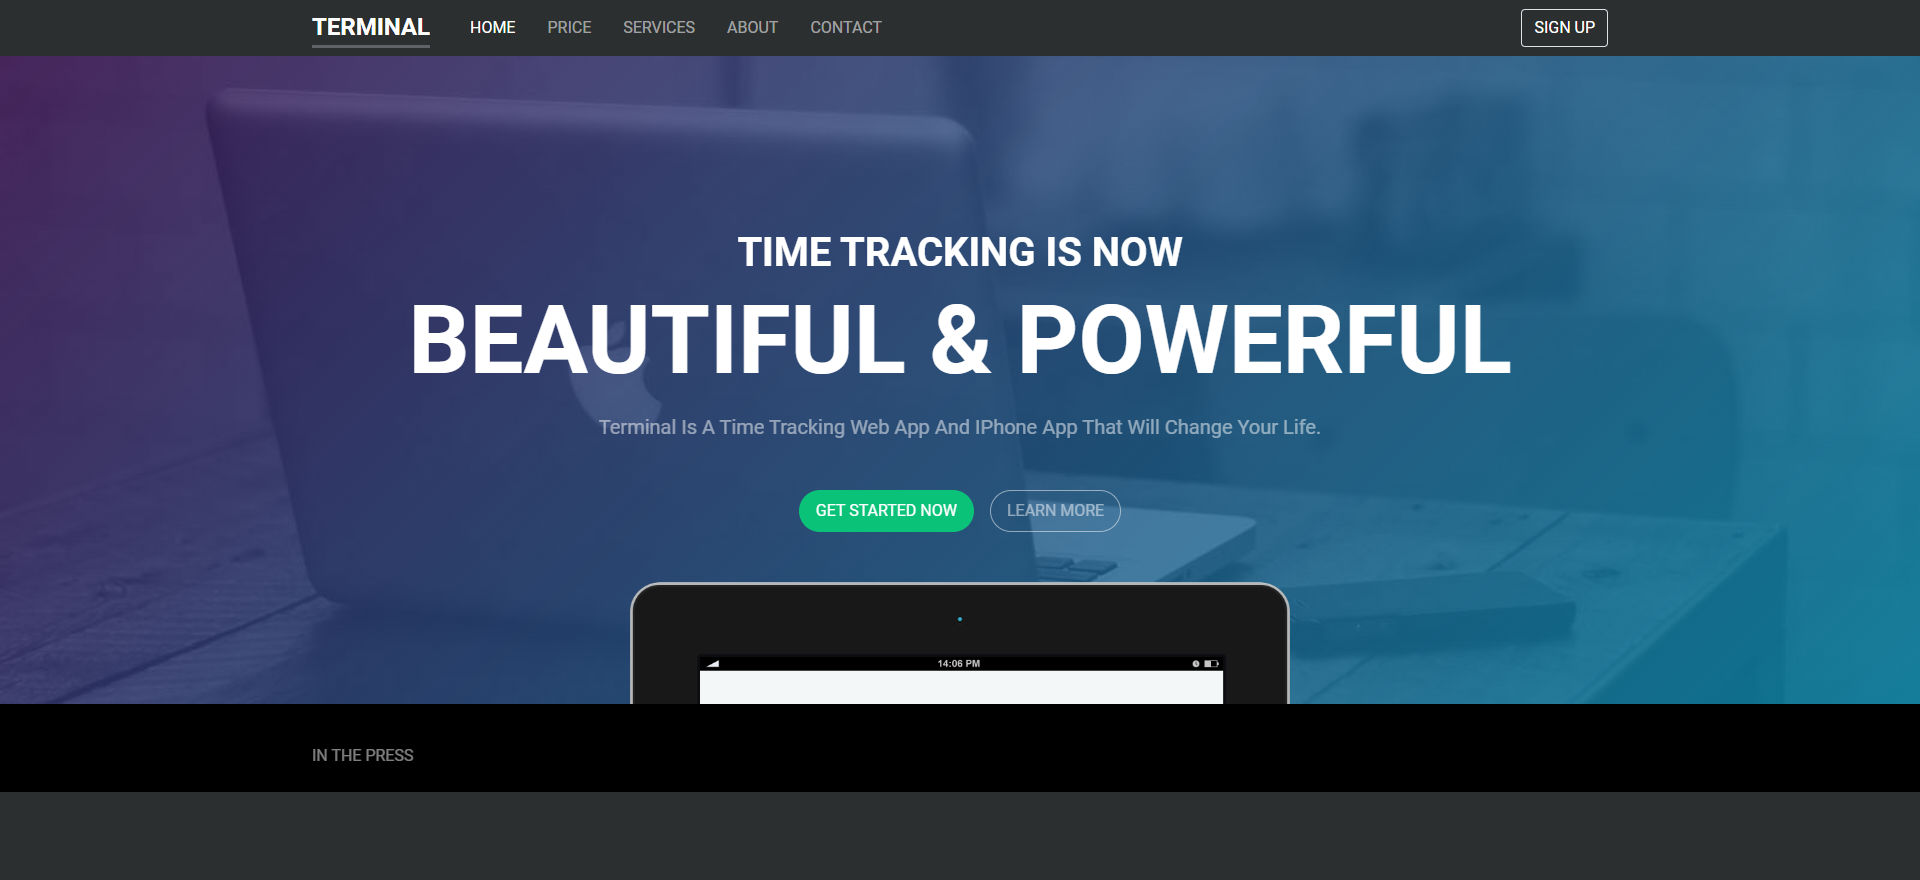 TERMINAL HOME PRICE SERVICES ABOUT CONTACT SIGN UP
TIME TRACKING IS NOW
BEAUTIFUL & POWERFUL
Terminal Is A Time Tracking Web App And IPhone App That Will Change Your Life.
GET STARTED NOW LEARN MORE
14:06 PM
IN THE PRESS